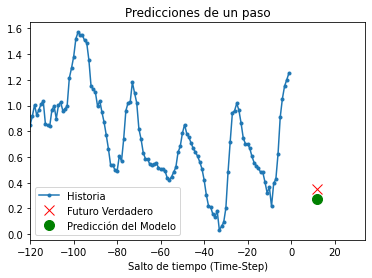 Predicciones de un paso
1.6
1.4
1.2
1.0
0.8
0.6
0.4
0.2
0.0
Historia
Futuro Verdadero
Predicción del Modelo
−120 −100 −80 −60 −40 −20 0 20
Salto de tiempo (Time-Step)